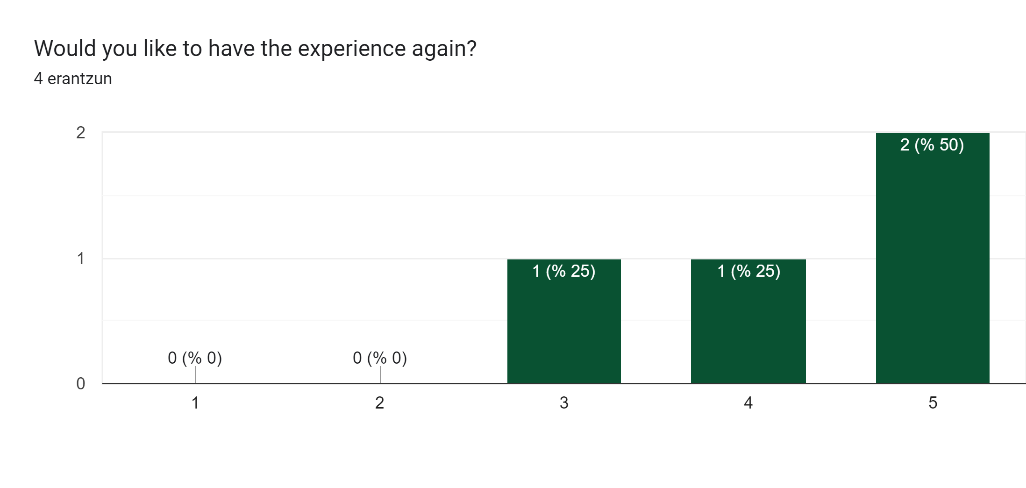 Would you like to have the experience again?
4 erantzun
2
2 (% 50)
1
1 (% 25)
1 (% 25)
0 (% 0)
0 (% 0)
0
1
2
3
4
5